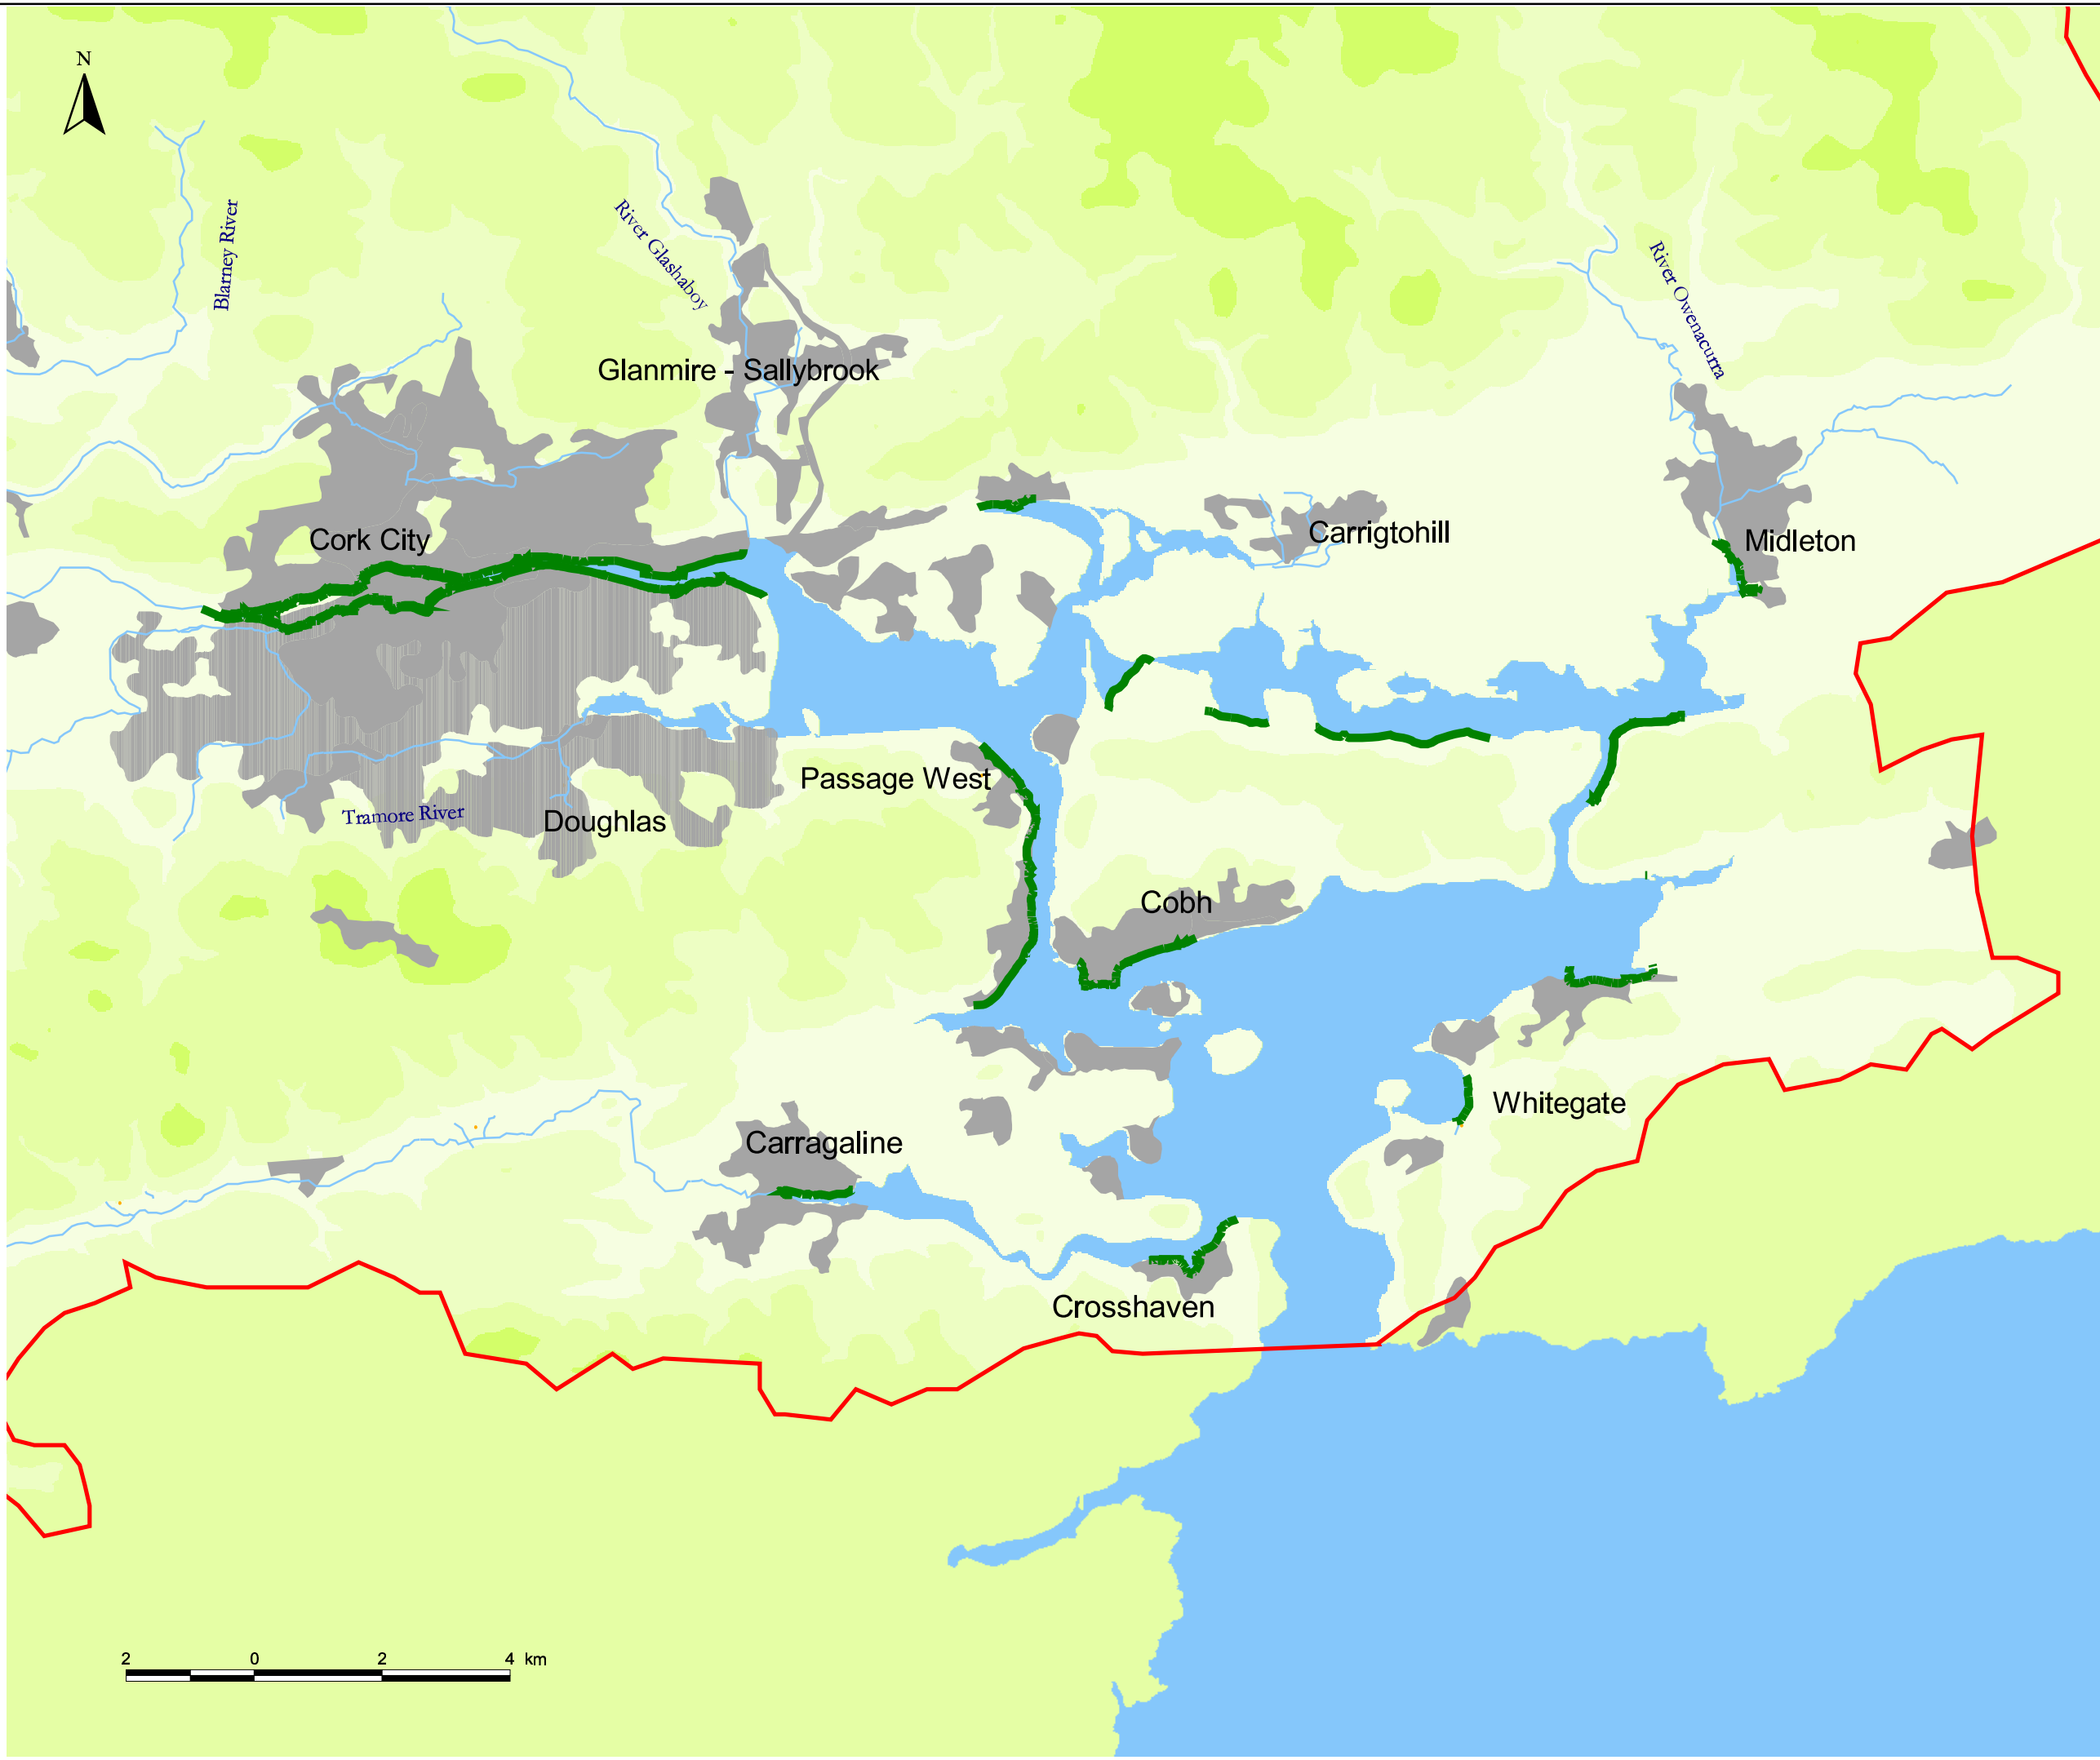 N
Blarney River
River Glashaboy
River Owenacurra
Glanmire - Sallybrook
Cork City
Carrigtohill
Midleton
Passage West
Tramore River
Doughlas
Cobh
Whitegate
Carragaline
Crosshaven
2 0 2 4 km